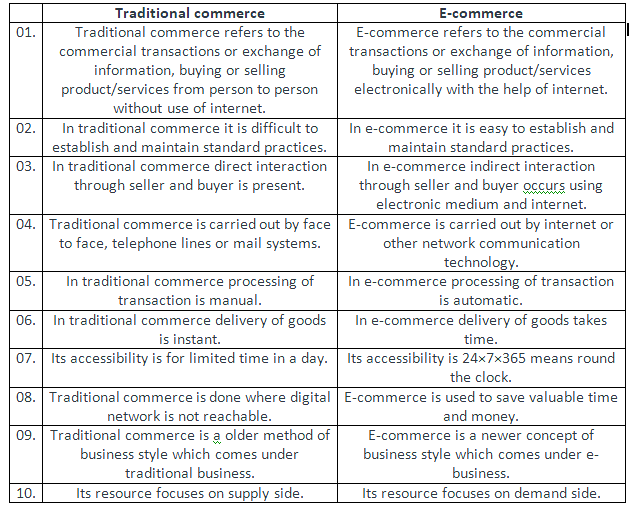 Traditional commerce
E-commerce
01.
Traditional commerce refers to the
commercial transactions or exchange of
information, buying or selling
product/services from person to person
without use of internet.
E-commerce refers to the commercial
transactions or exchange of information,
buying or selling product/services
electronically with the help of internet.
02.
In traditional commerce it is difficult to
establish and maintain standard practices.
In e-commerce it is easy to establish and
maintain standard practices.
03.
In traditional commerce direct interaction
through seller and buyer is present.
In e-commerce indirect interaction
through seller and buyer occurs using
electronic medium and internet.
04.
Traditional commerce is carried out by face
to face, telephone lines or mail systems.
E-commerce is carried out by internet or
other network communication
technology.
05.
In traditional commerce processing of
transaction is manual.
In e-commerce processing of transaction
is automatic.
06.
In traditional commerce delivery of goods
is instant.
In e-commerce delivery of goods takes
time.
07.
Its accessibility is for limited time in a day.
Its accessibility is 24×7×365 means round
the clock.
08.
Traditional commerce is done where digital
network is not reachable.
E-commerce is used to save valuable time
and money.
09.
Traditional commerce is a older method of
business style which comes under
traditional business.
E-commerce is a newer concept of
business style which comes under e-
business.
10.
Its resource focuses on supply side.
Its resource focuses on demand side.